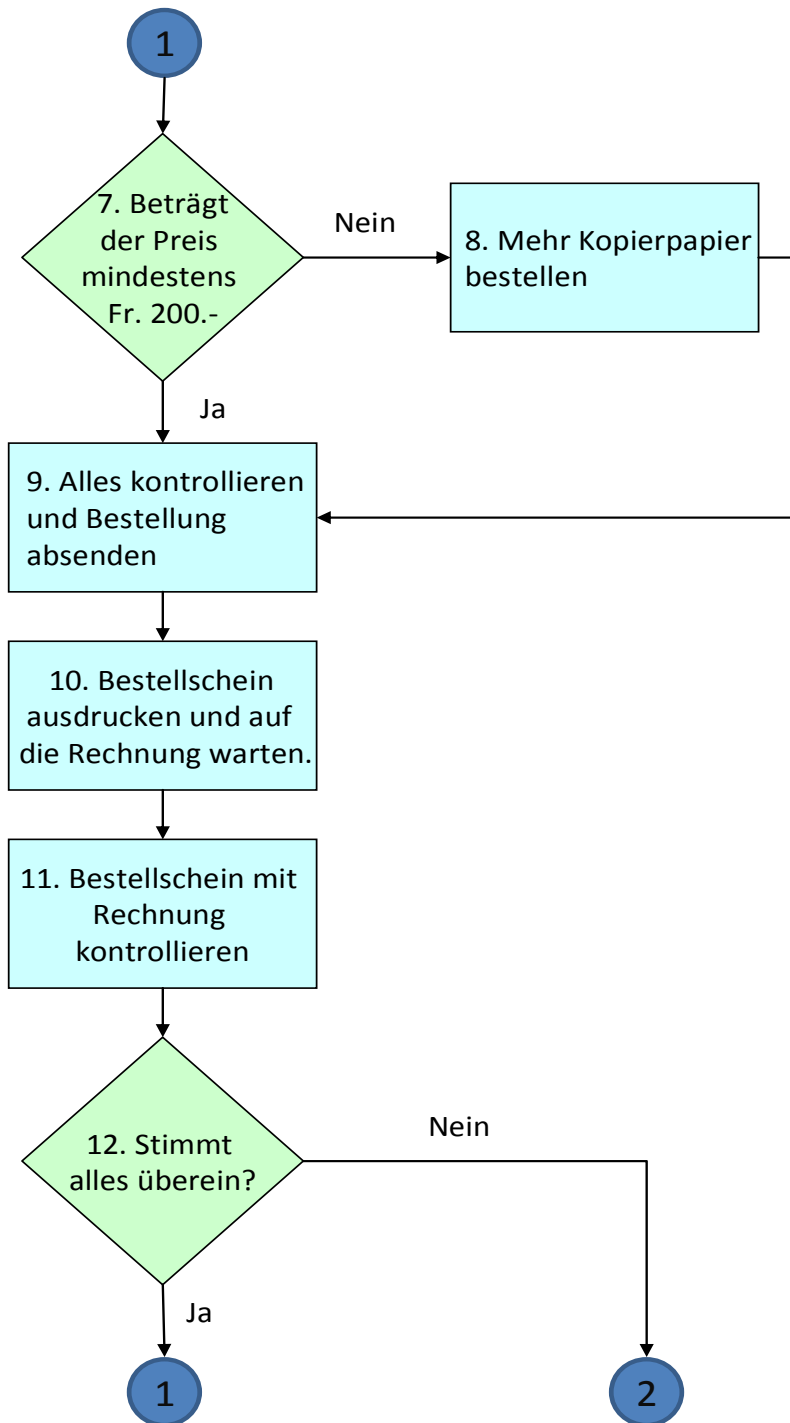 1
7. Beträgt
der Preis
mindestens
Fr. 200.-
Nein
8. Mehr Kopierpapier
bestellen
Ja
9. Alles kontrollieren
und Bestellung
absenden
10. Bestellschein
ausdrucken und auf
die Rechnung warten.
11. Bestellschein mit
Rechnung
kontrollieren
12. Stimmt
alles überein?
Nein
Ja
1
2